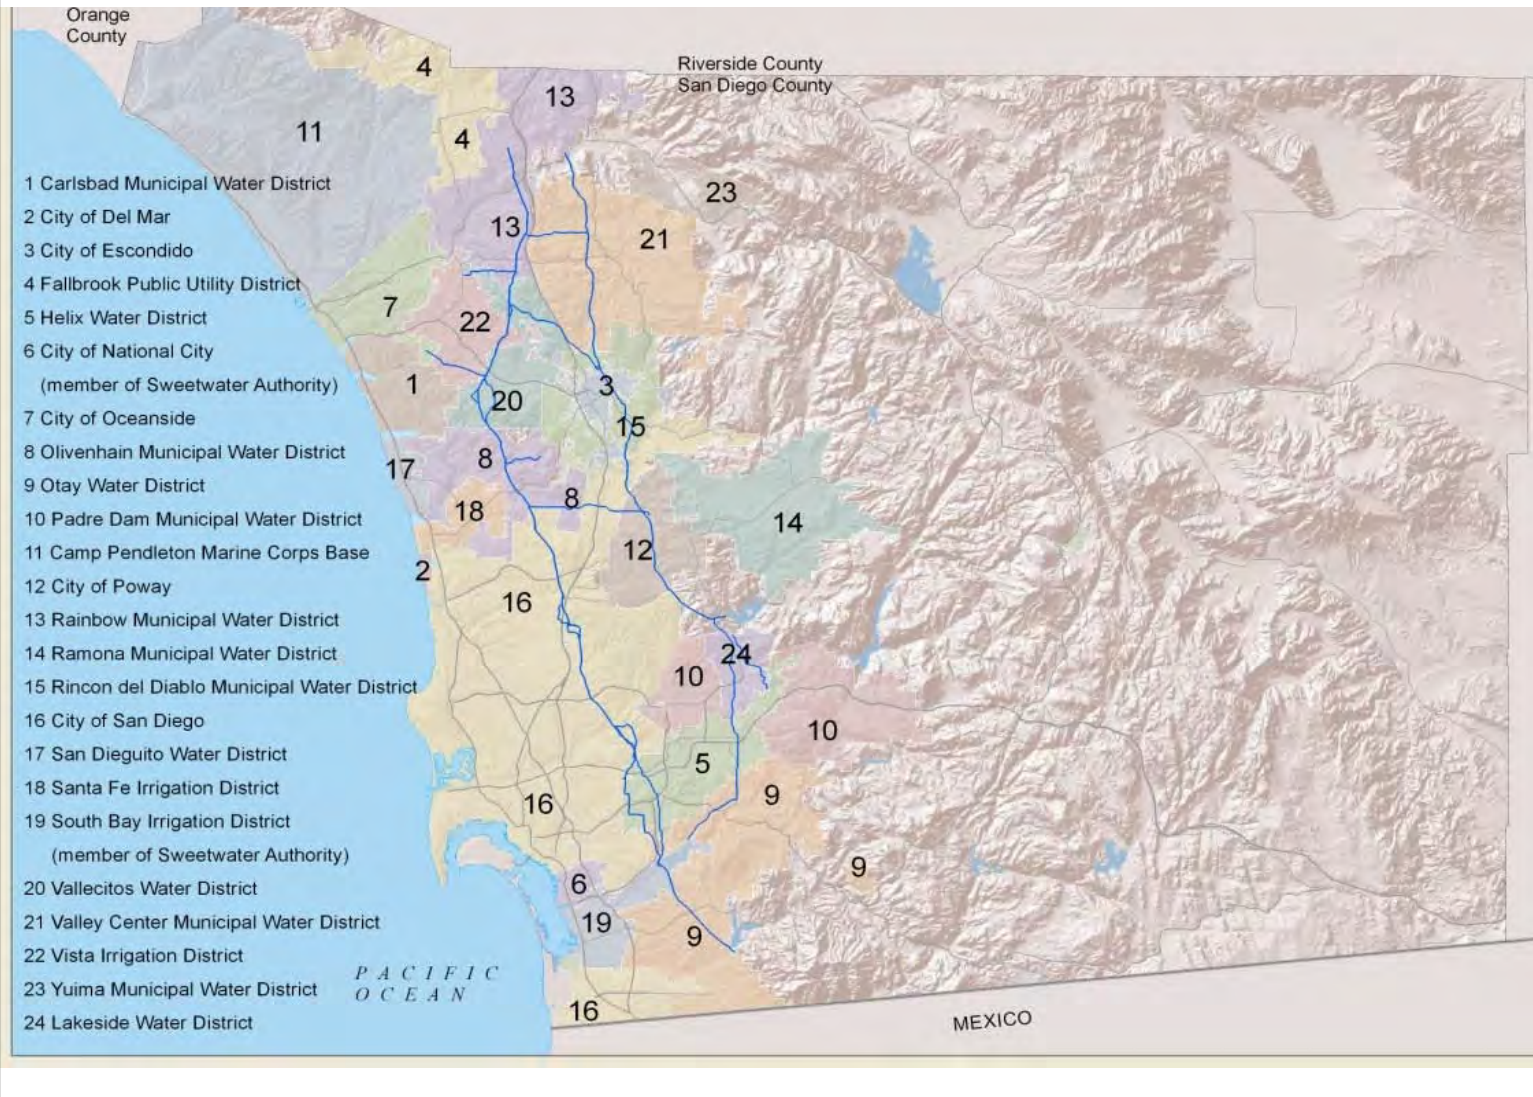 Orange
County
Riverside County
San Diego County
4
13
11
4
23
13
21
7
22
1
3
20
15
17
8
8
18
14
12
2
16
24
10
10
5
9
16
9
6
19
9
16
1 Carlsbad Municipal Water District
2 City of Del Mar
3 City of Escondido
4 Fallbrook Public Utility District
5 Helix Water District
6 City of National City
(member of Sweetwater Authority)
7 City of Oceanside
8 Olivenhain Municipal Water District
9 Otay Water District
10 Padre Dam Municipal Water District
11 Camp Pendleton Marine Corps Base
12 City of Poway
13 Rainbow Municipal Water District
14 Ramona Municipal Water District
15 Rincon del Diablo Municipal Water District
16 City of San Diego
17 San Dieguito Water District
18 Santa Fe Irrigation District
19 South Bay Irrigation District
(member of Sweetwater Authority)
20 Vallecitos Water District
21 Valley Center Municipal Water District
22 Vista Irrigation District
23 Yuima Municipal Water District
24 Lakeside Water District
PACIFIC
OCEAN
MEXICO